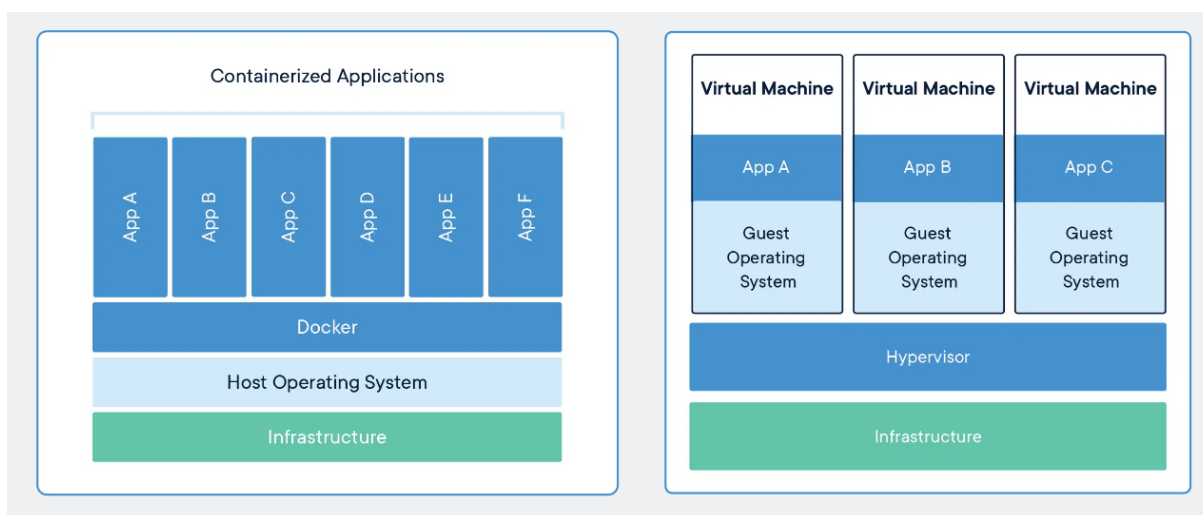 Containerized Applications
App A
App B
App C
App D
App E
App F
Docker
Host Operating System
Infrastructure
Virtual Machine
App A
Guest
Operating
System
Virtual Machine
App B
Guest
Operating
System
Virtual Machine
App C
Guest
Operating
System
Hypervisor
Infrastructure